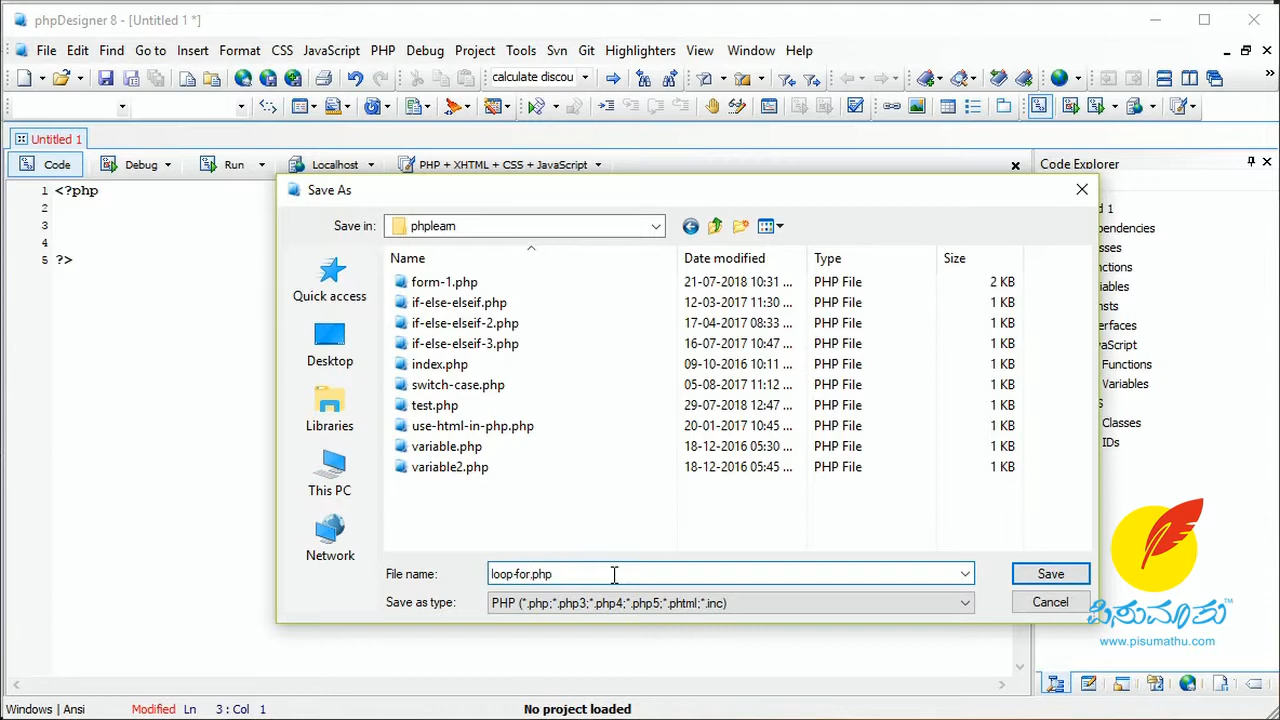 phpDesigner 8 - [Untitled 1 *]
File Edit Find Go to Insert Format CSS JavaScript PHP Debug Project Tools Svn Git Highlighters View Window Help
calculate discou
Untitled 1
Code Debug Run Localhost PHP + XHTML + CSS + JavaScript
Code Explorer
1 <?php
2
3
4
5 ?>
Save As
Save in: phplearn
Name Date modified Type Size
form-1.php 21-07-2018 10:31 ... PHP File 2 KB
if-else-elseif.php 12-03-2017 11:30 ... PHP File 1 KB
if-else-elseif-2.php 17-04-2017 08:33 ... PHP File 1 KB
if-else-elseif-3.php 16-07-2017 10:47 ... PHP File 1 KB
index.php 09-10-2016 10:11 ... PHP File 1 KB
switch-case.php 05-08-2017 11:12 ... PHP File 1 KB
test.php 29-07-2018 12:47 ... PHP File 1 KB
use-html-in-php.php 20-01-2017 10:45 ... PHP File 1 KB
variable.php 18-12-2016 05:30 ... PHP File 1 KB
variable2.php 18-12-2016 05:45 ... PHP File 1 KB
Quick access
Desktop
Libraries
This PC
Network
File name: loop-for.php Save
Save as type: PHP (*.php;*.php3;*.php4;*.php5;*.phtml;*.inc) Cancel
d 1
pendencies
sses
nctions
iables
nsts
erfaces
aScript
Functions
Variables
S
Classes
IDs
ಪಿಸುಮಾತು™
www.pisumathu.com
Windows | Ansi Modified Ln 3 : Col 1 No project loaded